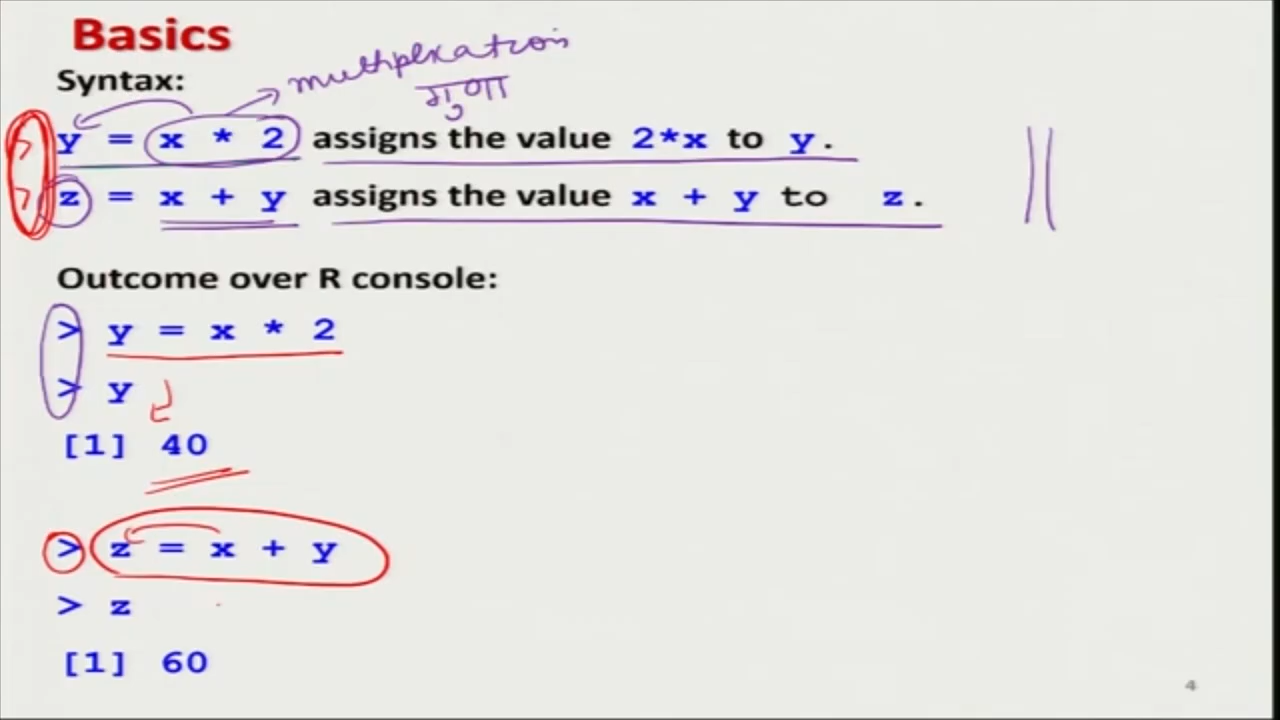 Basics
multiplication
Syntax:
गुणा
> y = x * 2 assigns the value 2*x to y.
> z = x + y assigns the value x + y to z.
Outcome over R console:
> y = x * 2
> y
[1] 40
> z = x + y
> z
[1] 60
4